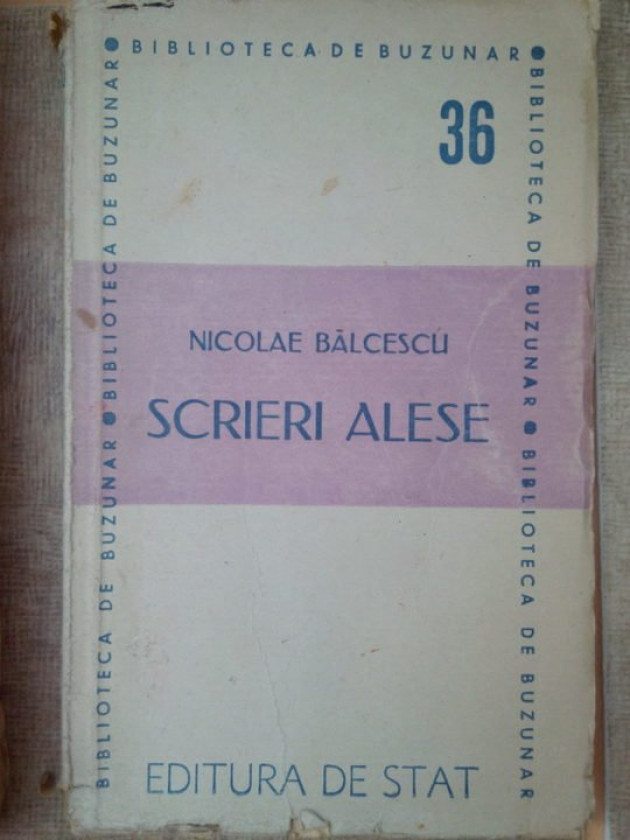 BIBLIOTECA DE BUZUNAR
36
NICOLAE BĂLCESCU
SCRIERI ALESE
EDITURA DE STAT
BIBLIOTECA DE BUZUNAR ● BIBLIOTECA DE BUZUNAR
BIBLIOTECA DE BUZUNAR ● BIBLIOTECA DE BUZUNAR